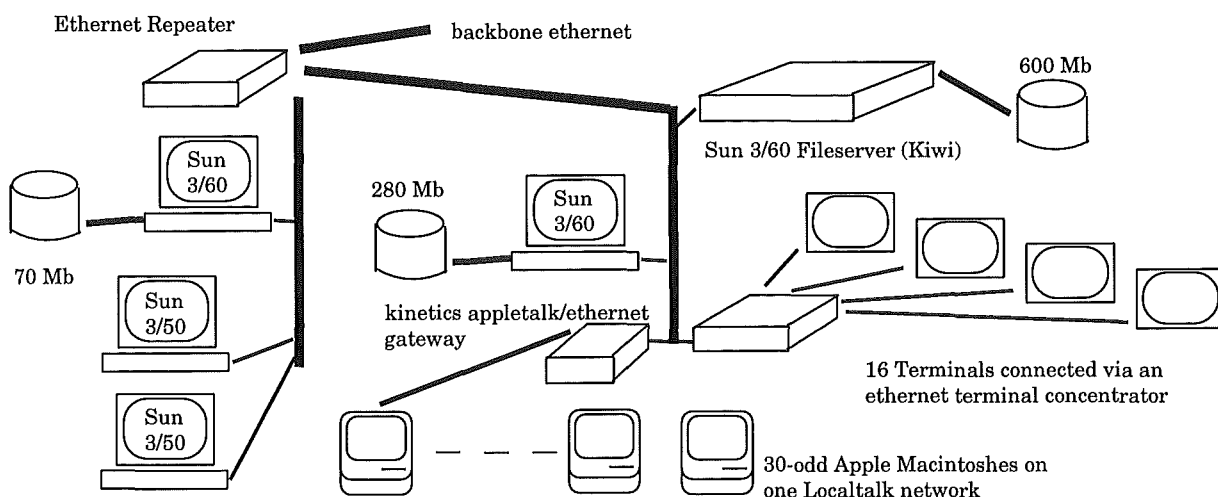 Ethernet Repeater
backbone ethernet
600 Mb
Sun 3/60 Fileserver (Kiwi)
Sun
3/60
70 Mb
280 Mb
Sun
3/60
Sun
3/50
kinetics appletalk/ethernet
gateway
16 Terminals connected via an
ethernet terminal concentrator
Sun
3/50
30-odd Apple Macintoshes on
one Localtalk network